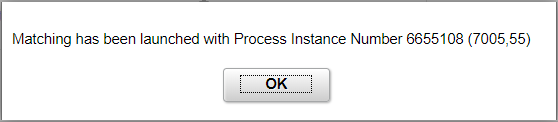 Matching has been launched with Process Instance Number 6655108 (7005,55)
OK